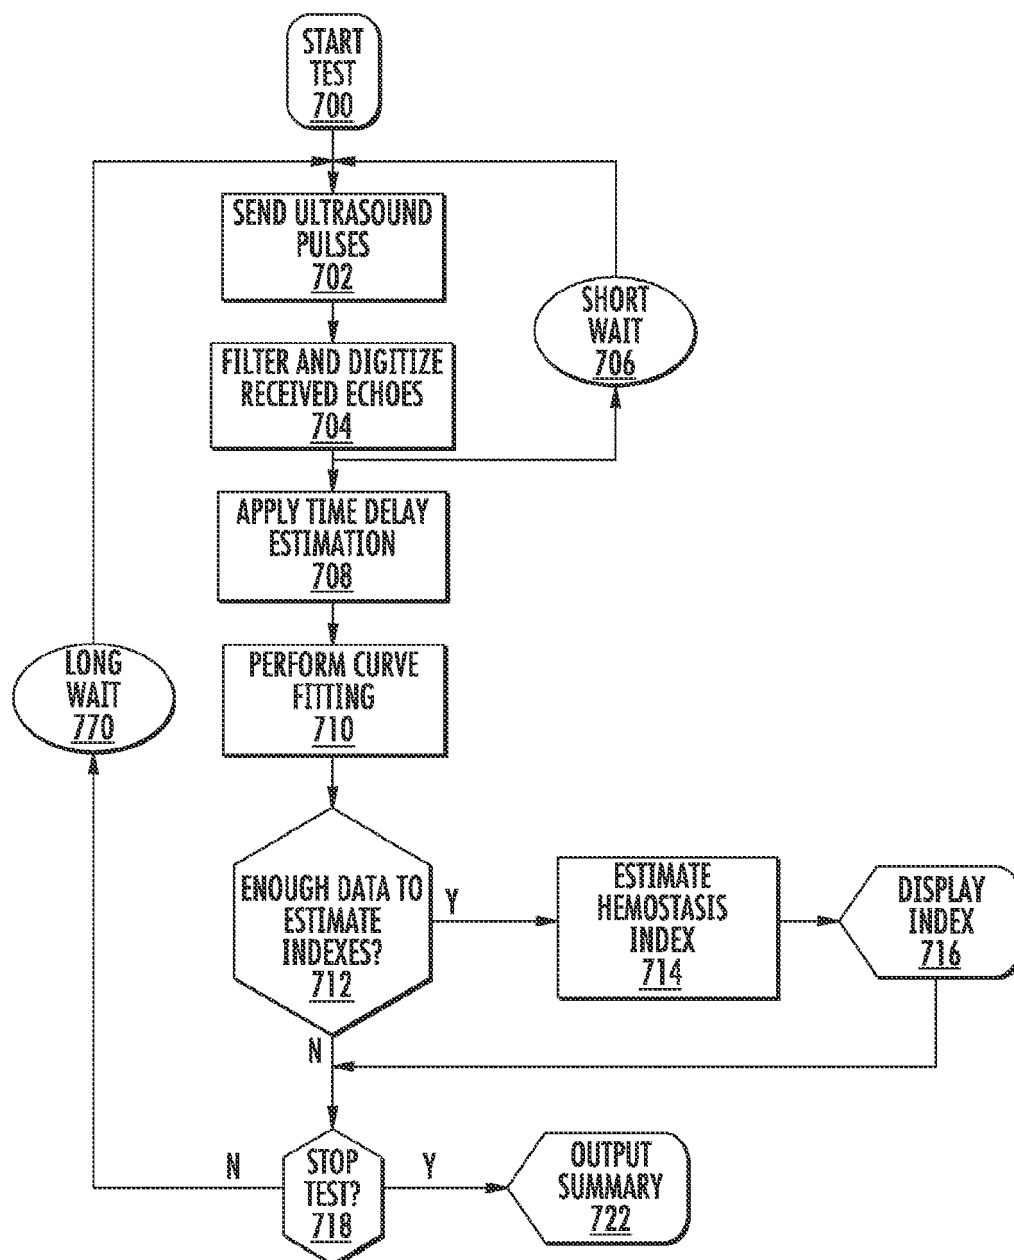 START
TEST
700
SEND ULTRASOUND
PULSES
702
SHORT
WAIT
706
FILTER AND DIGITIZE
RECEIVED ECHOES
704
APPLY TIME DELAY
ESTIMATION
708
LONG
WAIT
770
PERFORM CURVE
FITTING
710
ENOUGH DATA TO
ESTIMATE
INDEXES?
712
Y
ESTIMATE
HEMOSTASIS
INDEX
714
DISPLAY
INDEX
716
N
N
STOP
TEST?
718
Y
OUTPUT
SUMMARY
722